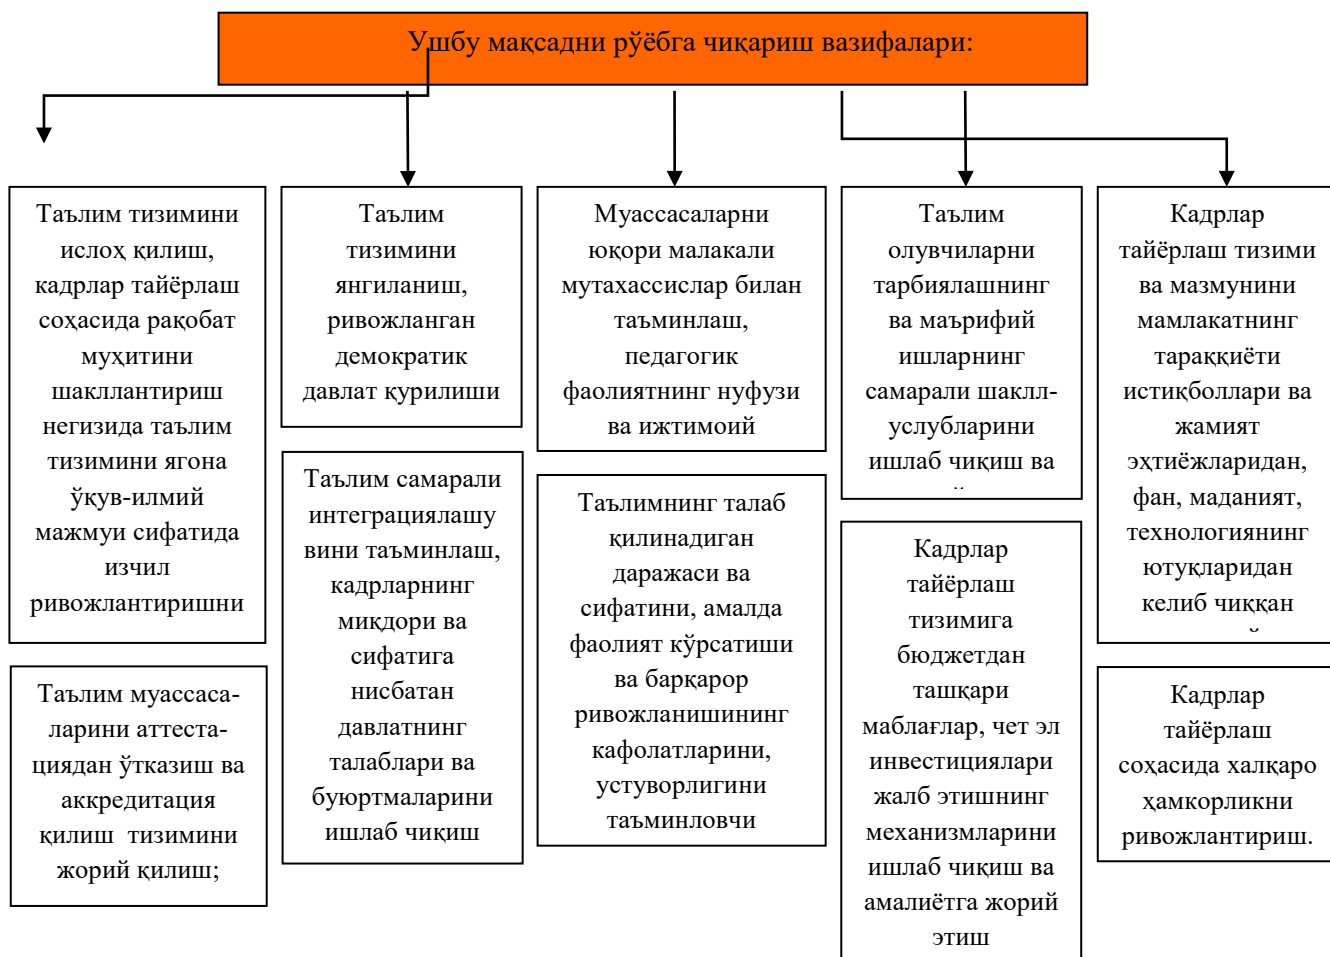 Ушбу мақсадни рўёбга чиқариш вазифалари:
Таълим тизимини
ислоҳ қилиш,
кадрлар тайёрлаш
соҳасида рақобат
муҳитини
шакллантириш
негизида таълим
тизимини ягона
ўқув-илмий
мажмуи сифатида
изчил
ривожлантиришни
Таълим
тизимини
янгиланиш,
ривожланган
демократик
давлат қурилиши
Муассасаларни
юқори малакали
мутахассислар билан
таъминлаш,
педагогик
фаолиятнинг нуфузи
ва ижтимоий
Таълим
олувчиларни
тарбиялашнинг
ва маърифий
ишларнинг
самарали шаклл-
услубларини
ишлаб чиқиш ва
Кадрлар
тайёрлаш тизими
ва мазмунини
мамлакатнинг
тараққиёти
истиқболлари ва
жамият
эҳтиёжларидан,
фан, маданият,
технологиянинг
ютуқларидан
келиб чиққан
Таълим муассаса-
ларини аттеста-
циядан ўтказиш ва
аккредитация
қилиш тизимини
жорий қилиш;
Таълим самарали
интеграциялашу
вини таъминлаш,
кадрларнинг
миқдори ва
сифатига
нисбатан
давлатнинг
талаблари ва
буюртмаларини
ишлаб чиқиш
Таълимнинг талаб
қилинадиган
даражаси ва
сифатини, амалда
фаолият кўрсатиши
ва барқарор
ривожланишининг
кафолатларини,
устуворлигини
таъминловчи
Кадрлар
тайёрлаш
тизимига
бюджетдан
ташқари
маблағлар, чет эл
инвестициялари
жалб этишнинг
механизмларини
ишлаб чиқиш ва
амалиётга жорий
этиш
Кадрлар
тайёрлаш
соҳасида халқаро
ҳамкорликни
ривожлантириш.